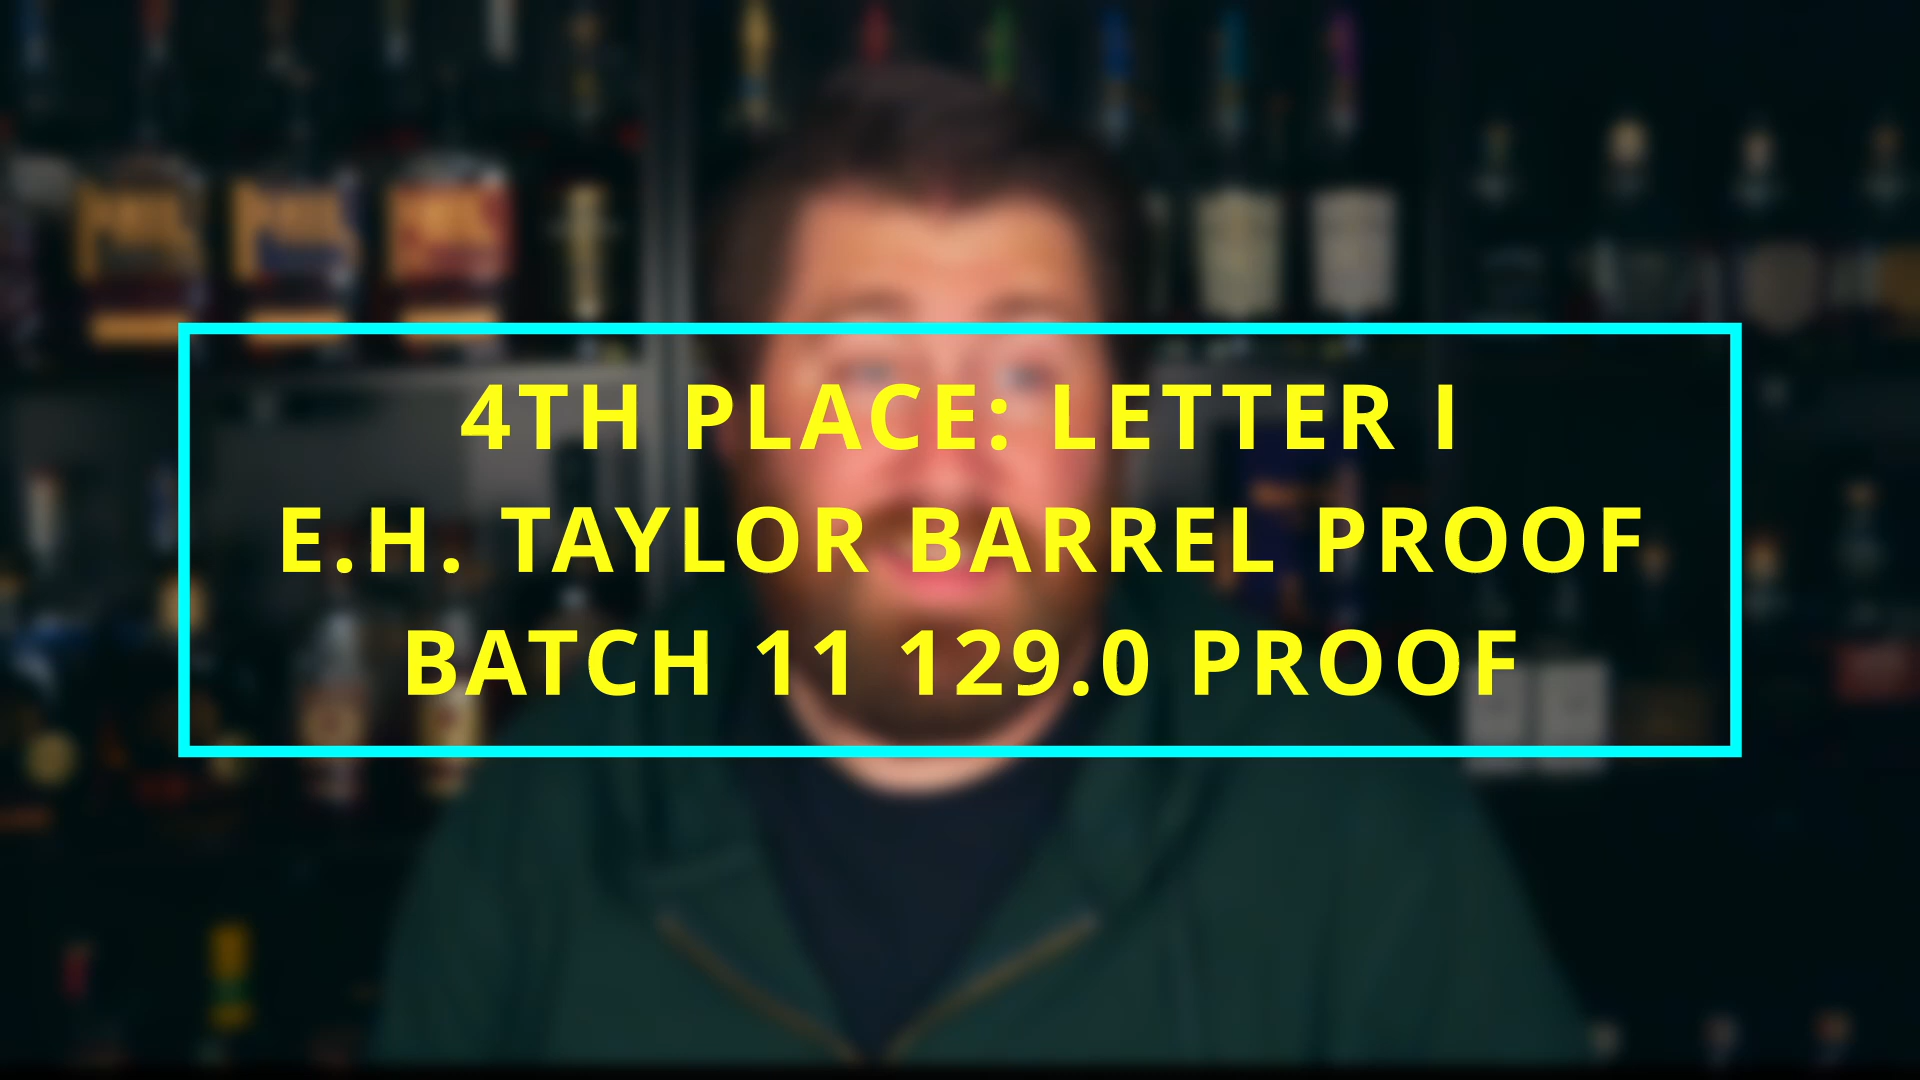 4TH PLACE: LETTER I
E.H. TAYLOR BARREL PROOF
BATCH 11 129.0 PROOF